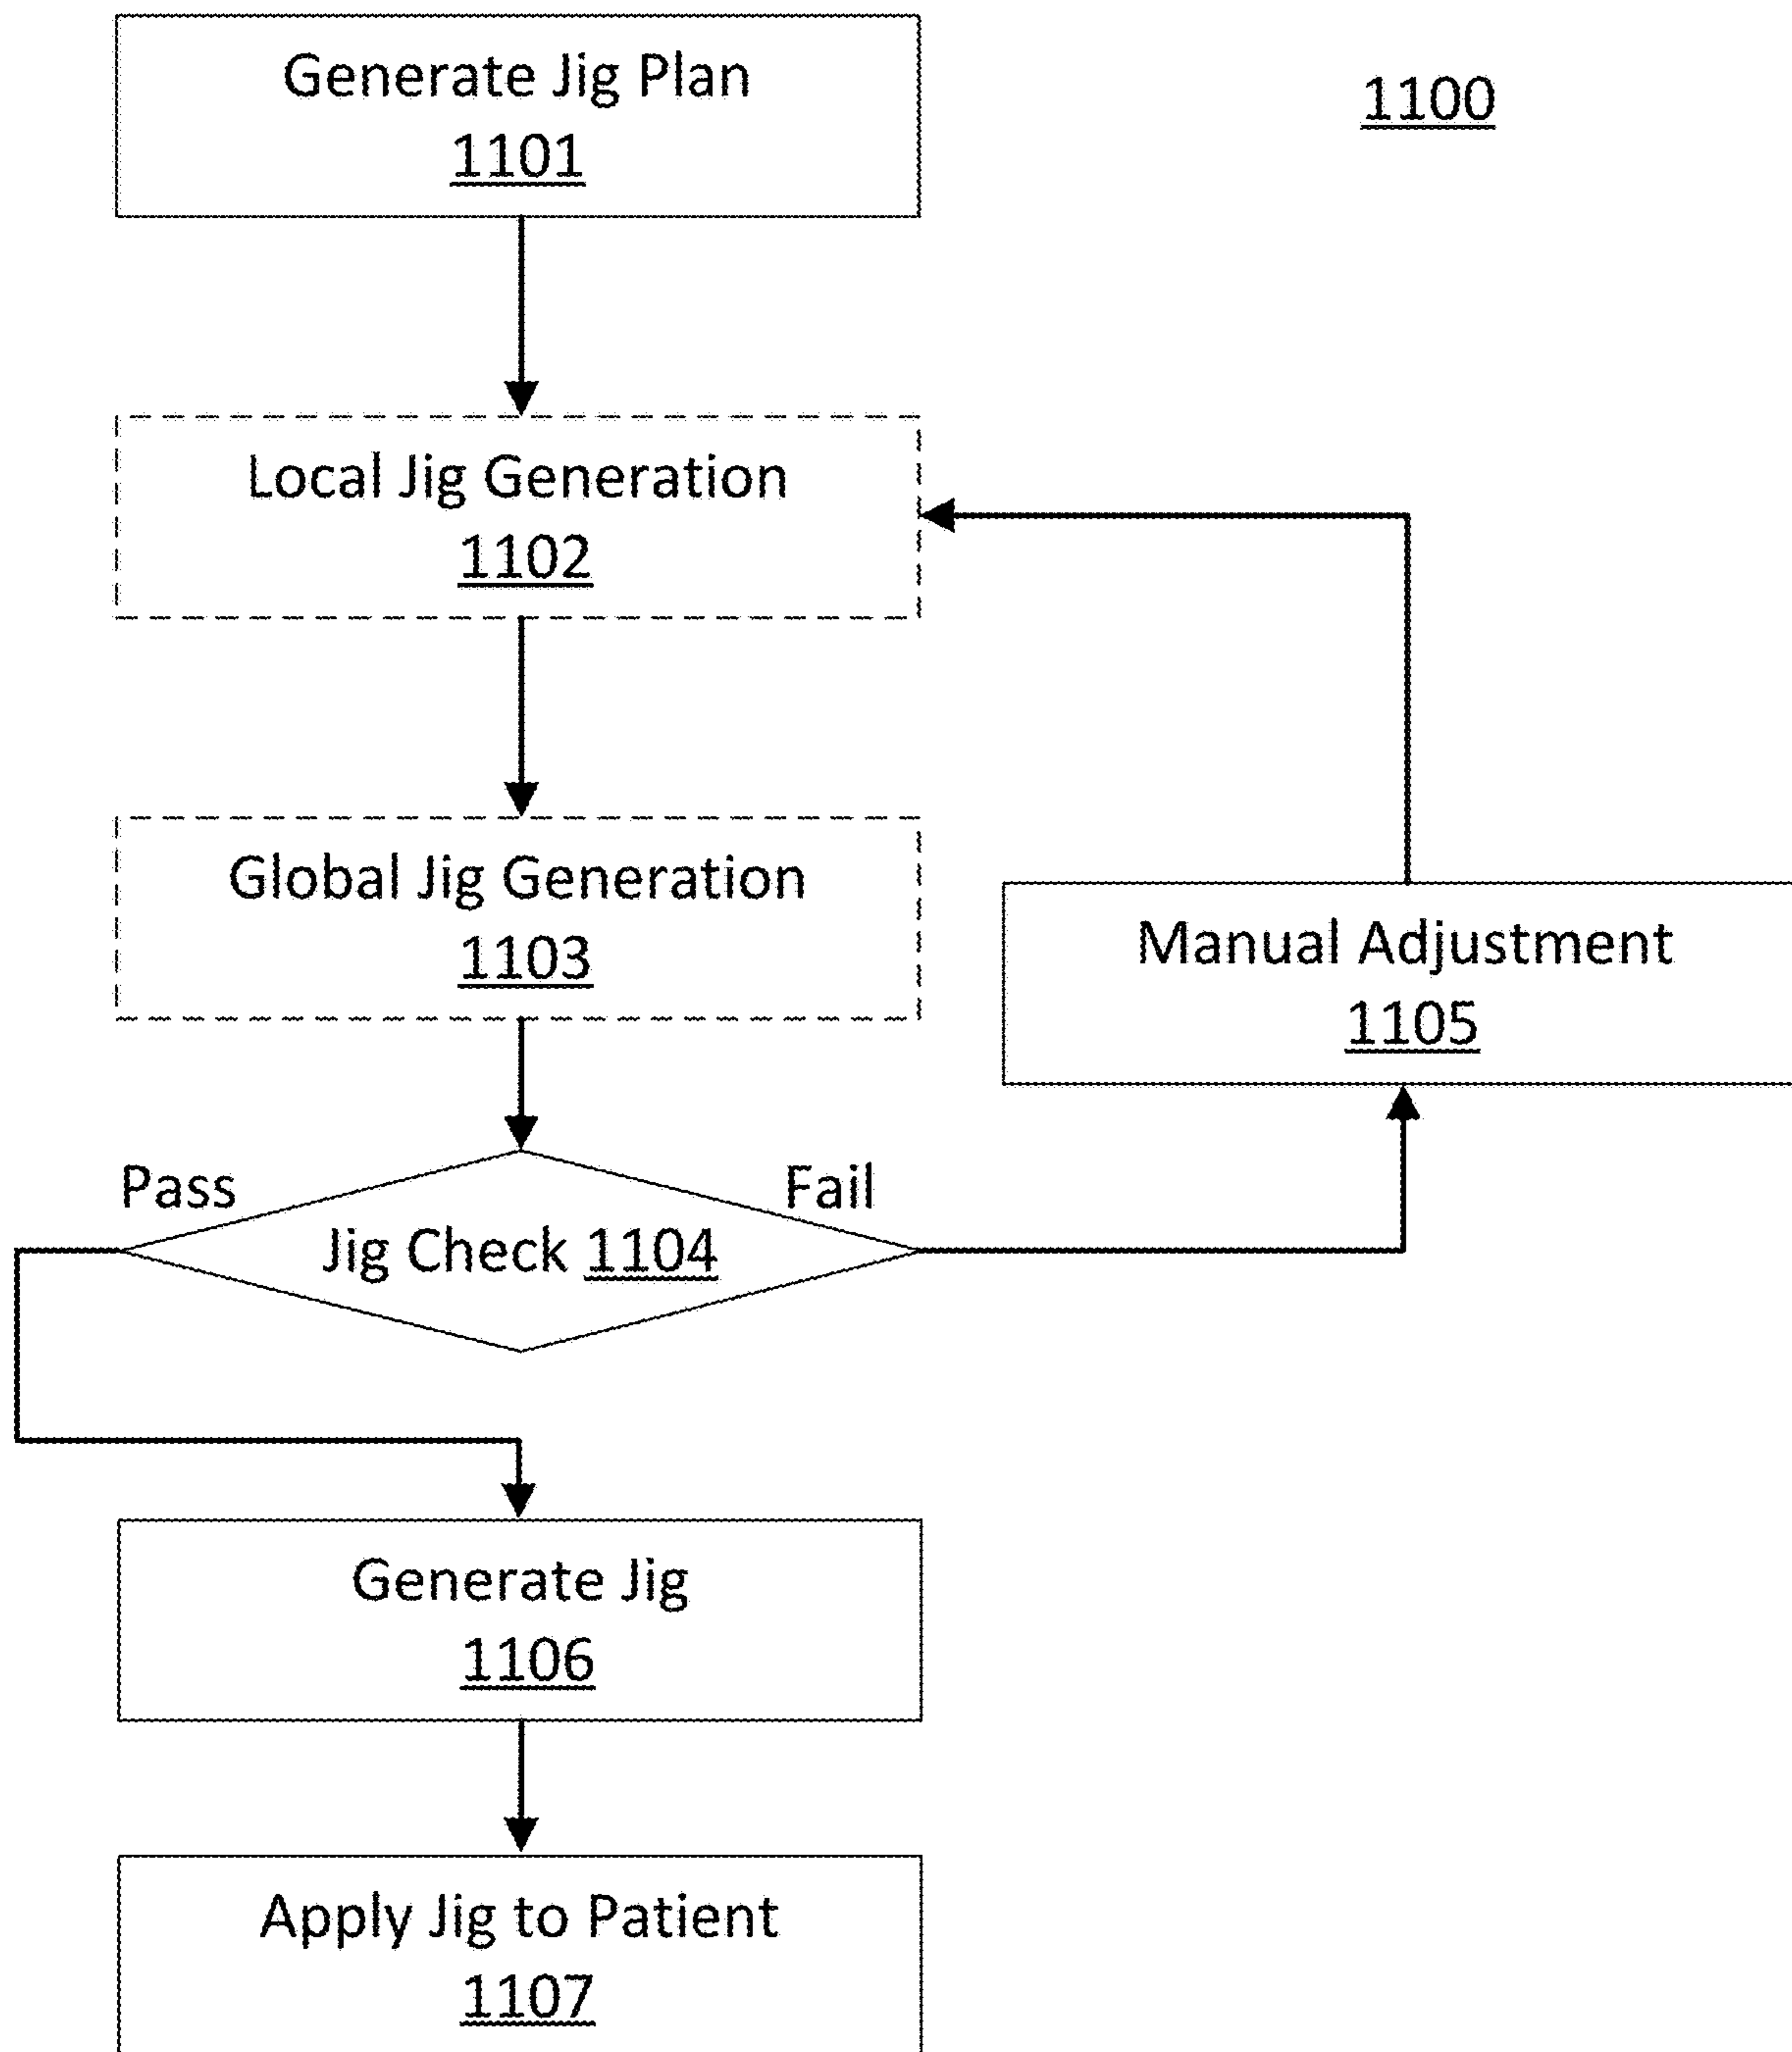 Generate Jig Plan
1101
1100
Local Jig Generation
1102
Global Jig Generation
1103
Manual Adjustment
1105
Pass
Fail
Jig Check 1104
Generate Jig
1106
Apply Jig to Patient
1107